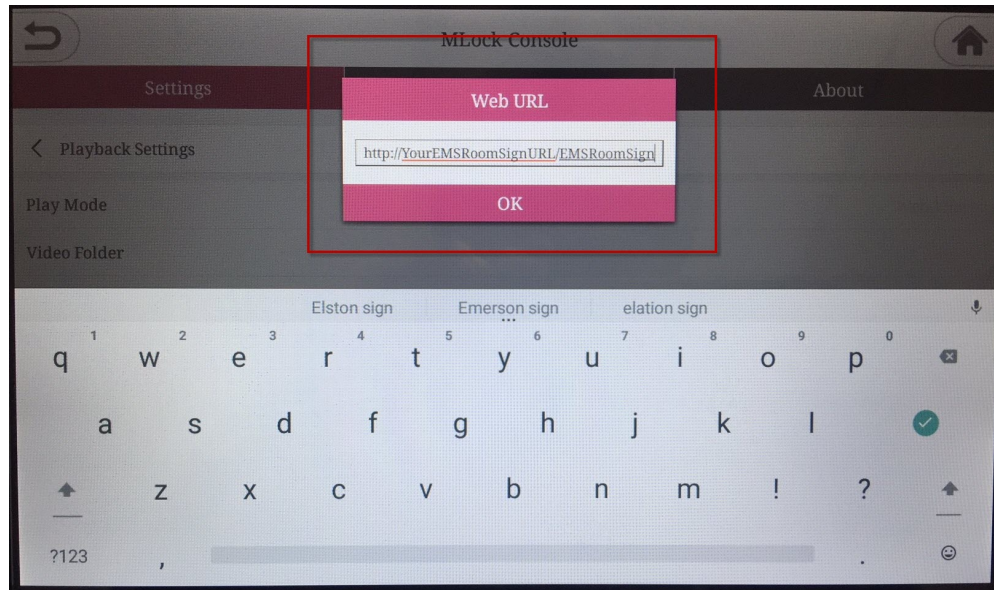 MLock Console
Settings
About
Web URL
Playback Settings
http://YourEMSRoomSignURL/EMSRoomSign
Play Mode
OK
Video Folder
Elston sign Emerson sign elation sign
1 2 3 4 5 6 7 8 9 0
q w e r t y u i o p
a s d f g h j k l
z x c v b n m ! ?
?123 , .